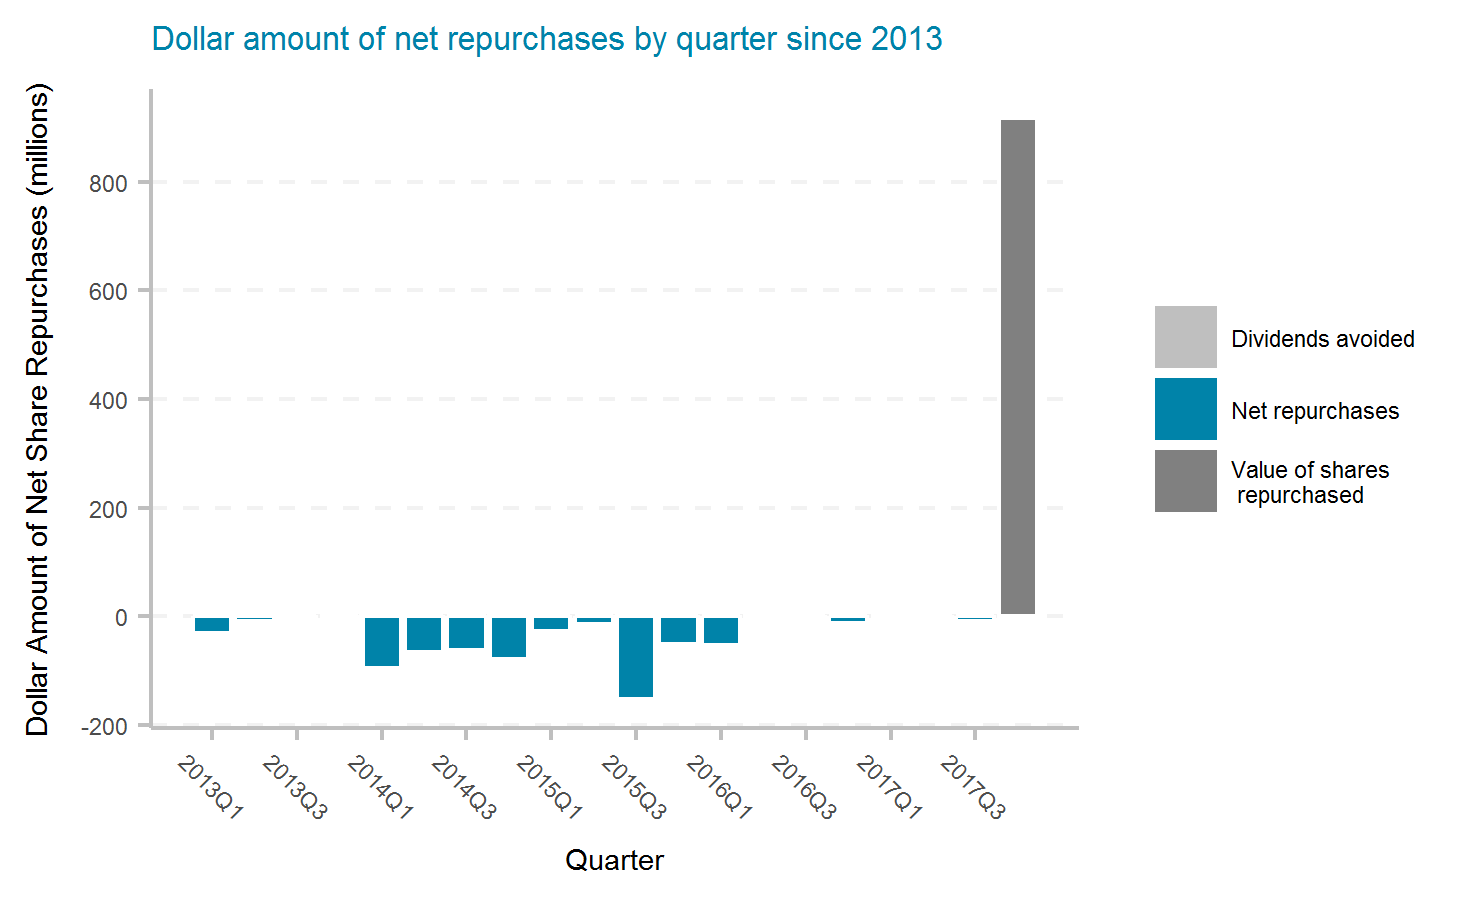 Dollar amount of net repurchases by quarter since 2013
Dollar Amount of Net Share Repurchases (millions)
800
600
400
200
0
-200
2013Q1
2013Q3
2014Q1
2014Q3
2015Q1
2015Q3
2016Q1
2016Q3
2017Q1
2017Q3
Quarter
Dividends avoided
Net repurchases
Value of shares
repurchased